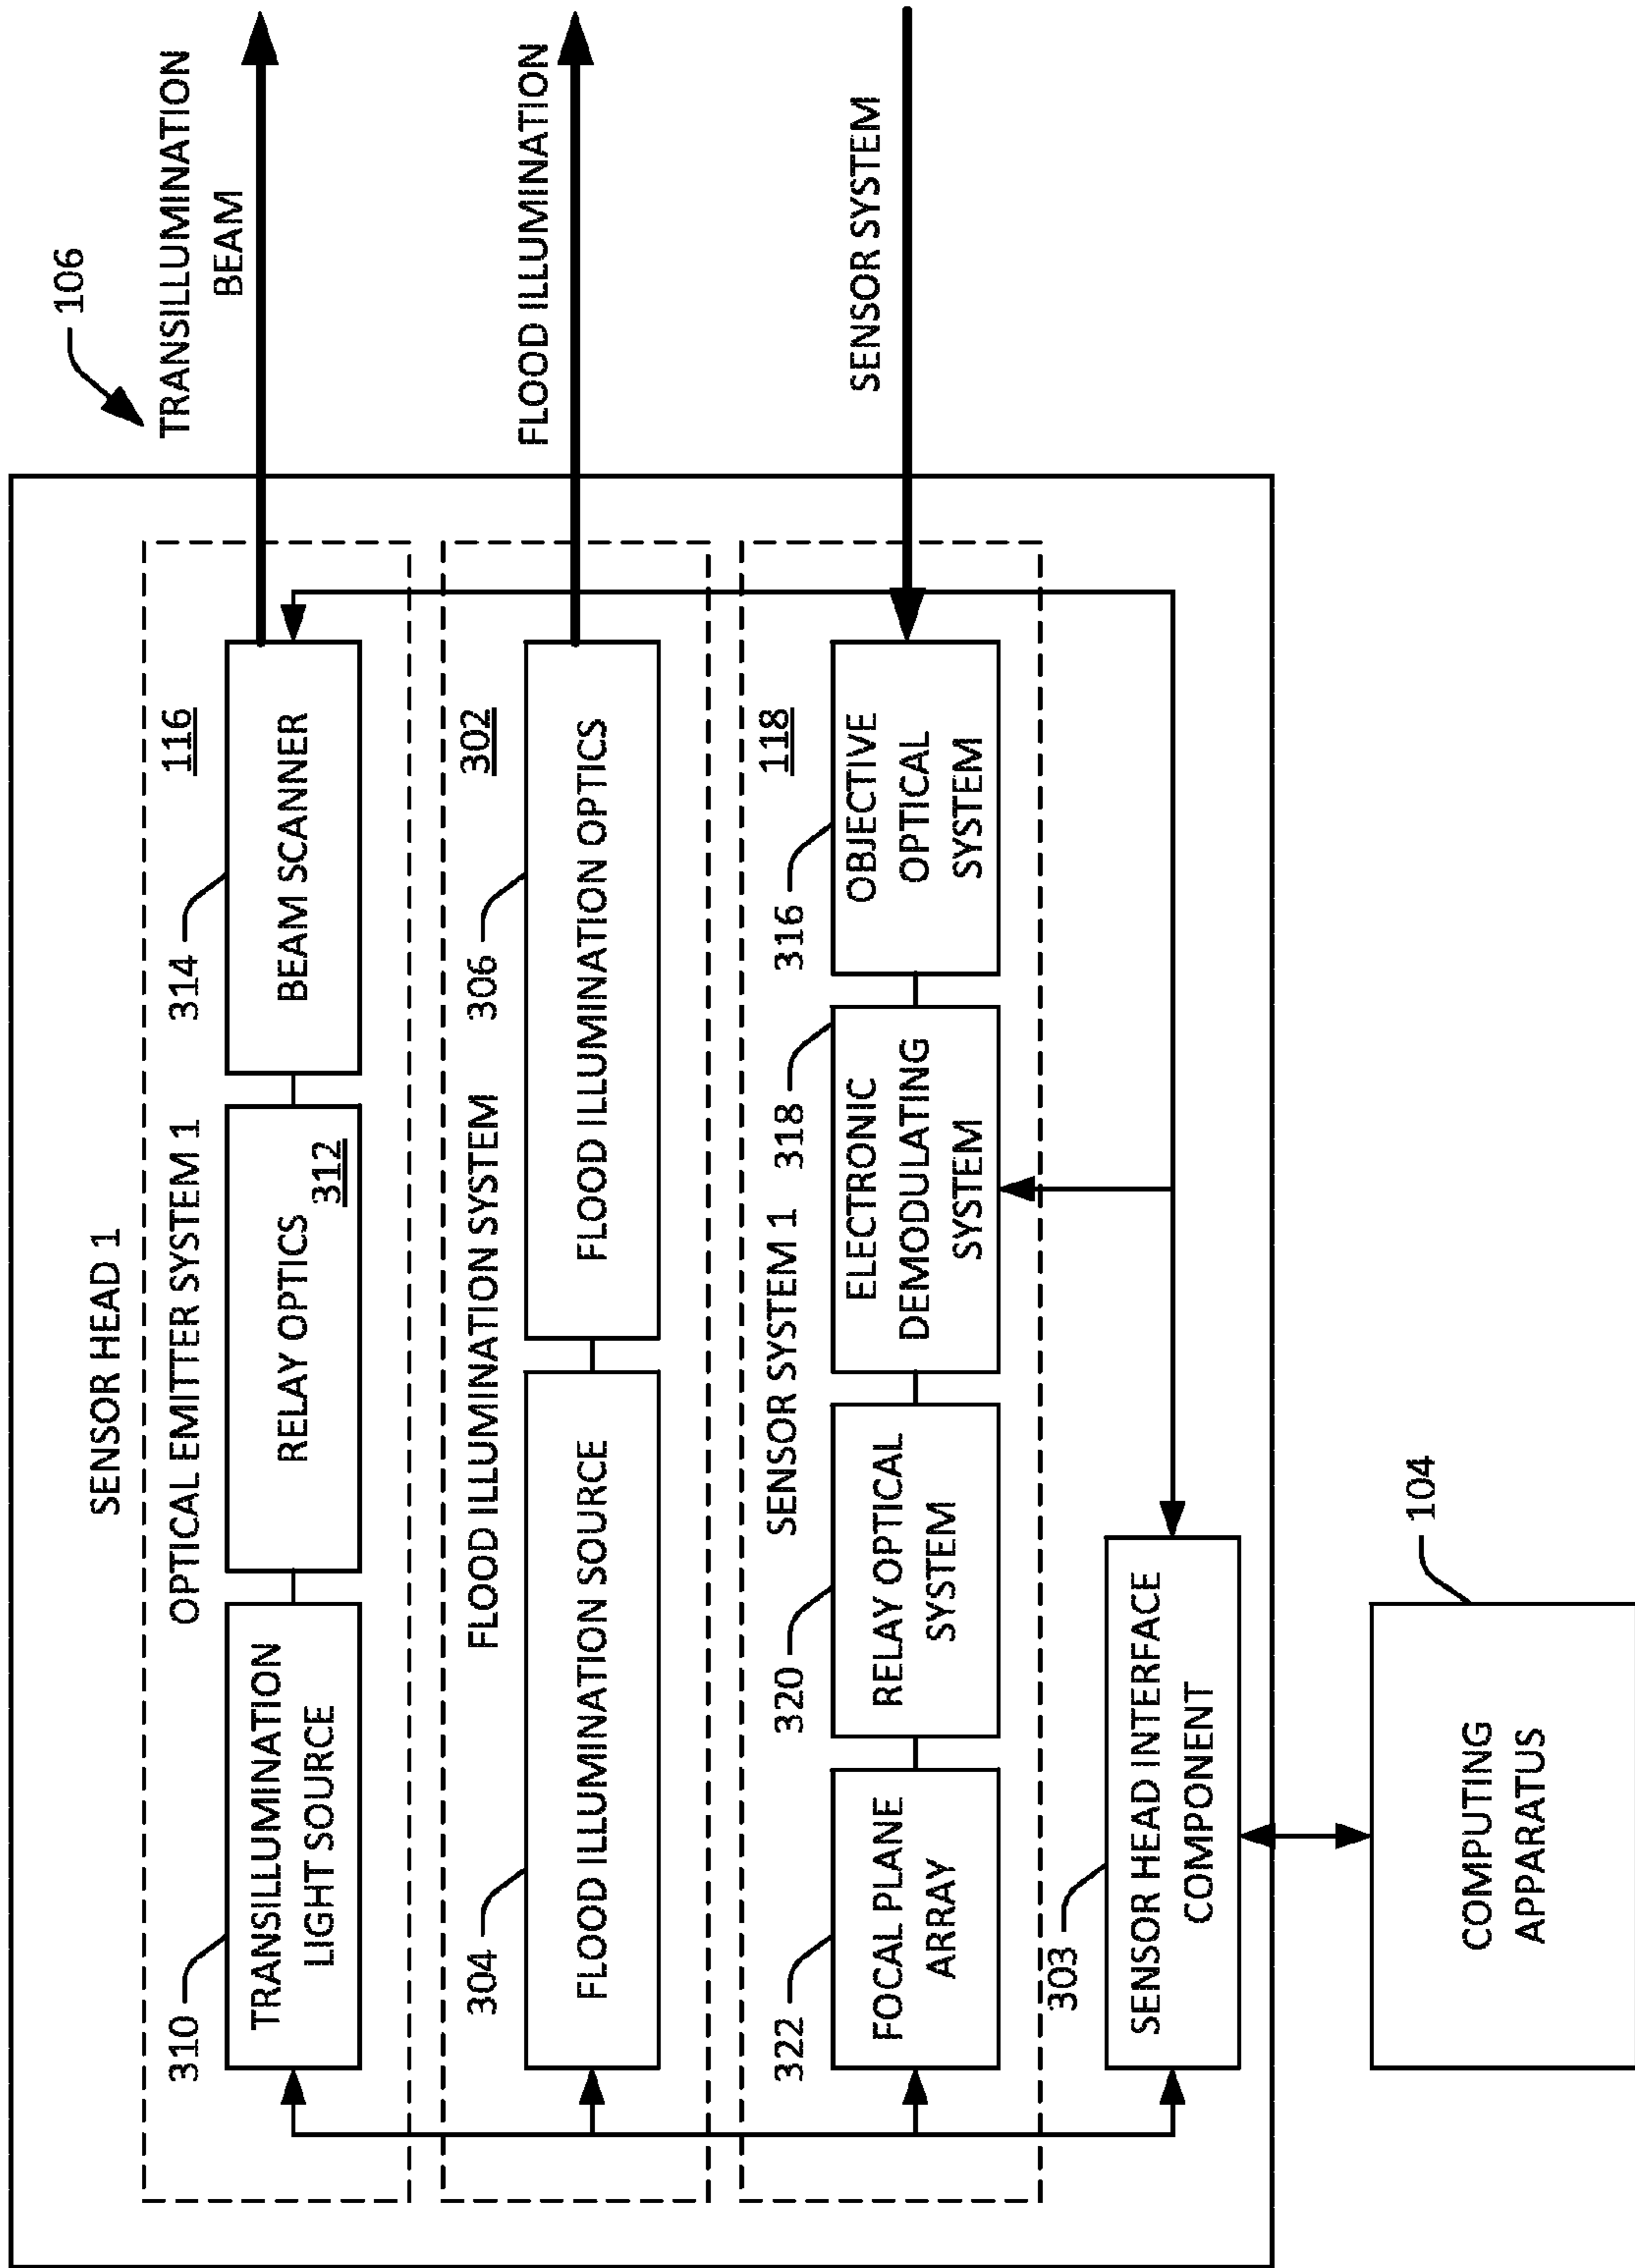 106
SENSOR HEAD 1
OPTICAL EMITTER SYSTEM 1
116
310
TRANSILLUMINATION
LIGHT SOURCE
RELAY OPTICS
312
314
BEAM SCANNER
TRANSILLUMINATION
BEAM
FLOOD ILLUMINATION SYSTEM
302
304
FLOOD ILLUMINATION SOURCE
306
FLOOD ILLUMINATION OPTICS
FLOOD ILLUMINATION
SENSOR SYSTEM 1
118
322
FOCAL PLANE
ARRAY
320
RELAY OPTICAL
SYSTEM
318
ELECTRONIC
DEMODULATING
SYSTEM
316
OBJECTIVE
OPTICAL
SYSTEM
SENSOR SYSTEM
303
SENSOR HEAD INTERFACE
COMPONENT
104
COMPUTING
APPARATUS